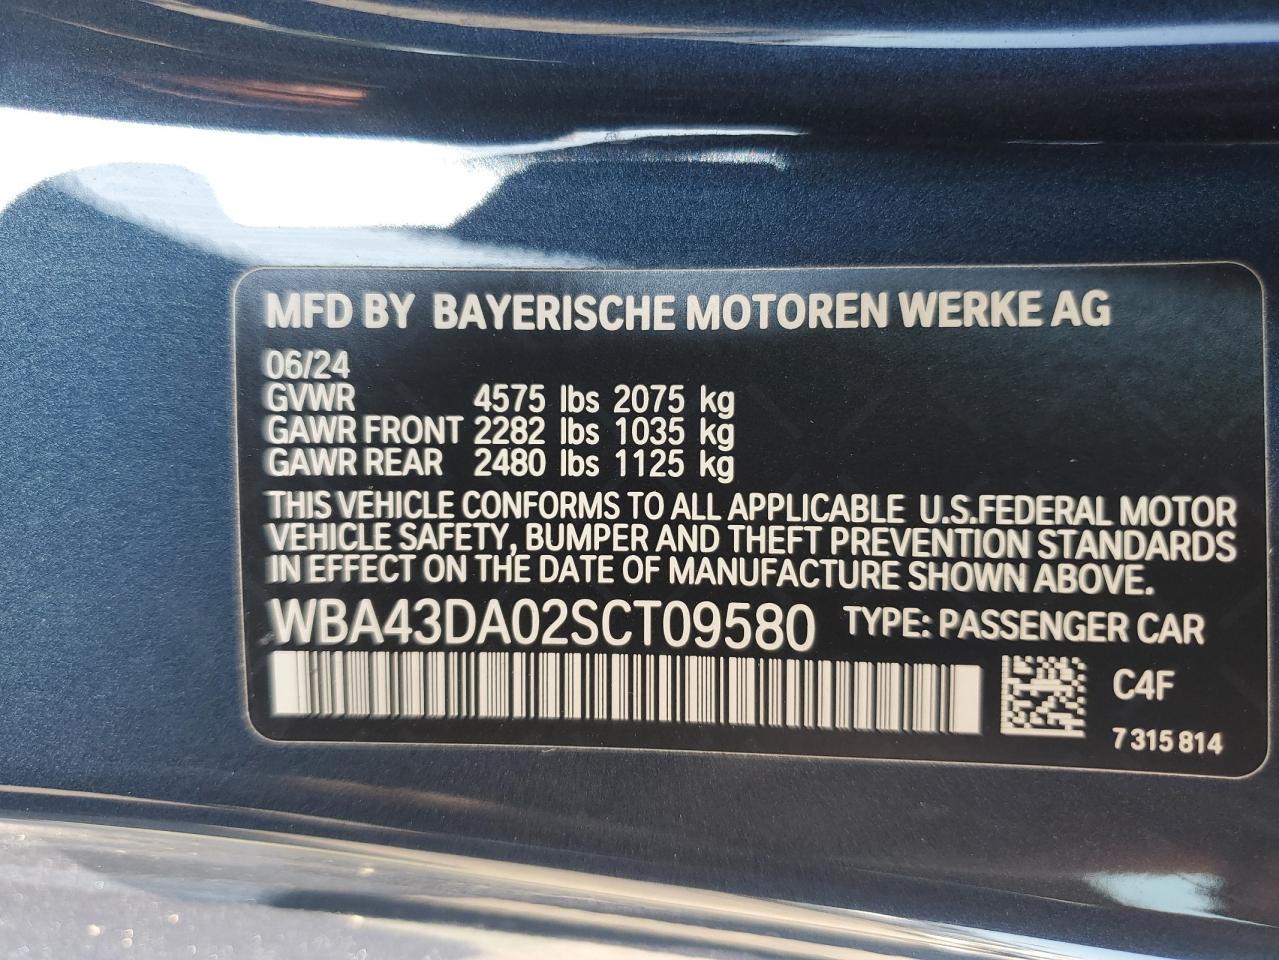 MFD BY BAYERISCHE MOTOREN WERKE AG
06/24
GVWR 4575 lbs 2075 kg
GAWR FRONT 2282 lbs 1035 kg
GAWR REAR 2480 lbs 1125 kg
THIS VEHICLE CONFORMS TO ALL APPLICABLE U.S.FEDERAL MOTOR
VEHICLE SAFETY, BUMPER AND THEFT PREVENTION STANDARDS
IN EFFECT ON THE DATE OF MANUFACTURE SHOWN ABOVE.
WBA43DA02SCT09580 TYPE: PASSENGER CAR
C4F
7 315 814